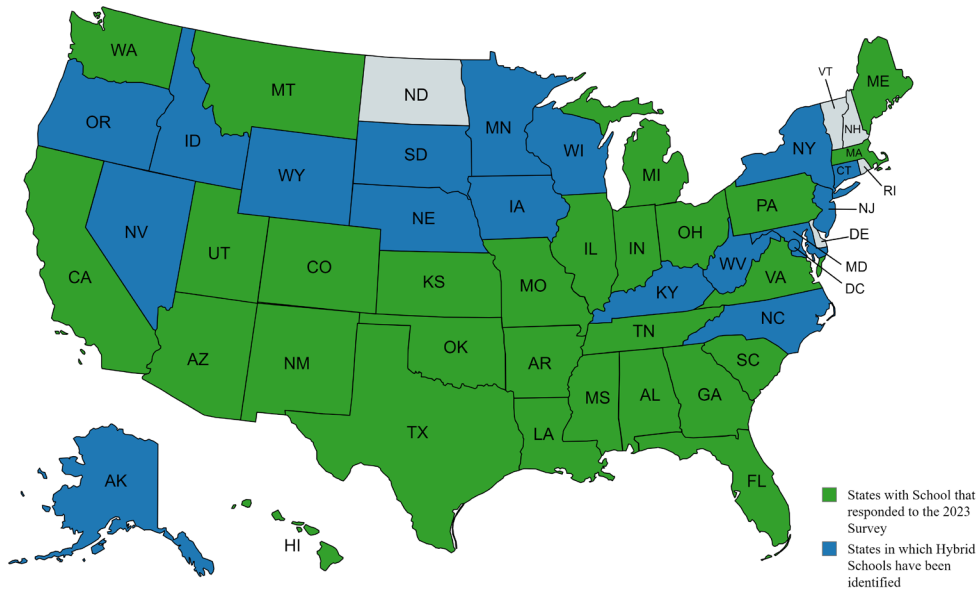 WA
MT
ND
MN
ME
VT
NH
OR
ID
WY
SD
WI
MI
NY
MA
CT
RI
NJ
NV
UT
CO
NE
IA
IL
IN
OH
PA
DE
MD
DC
CA
KS
MO
KY
WV
VA
AZ
NM
OK
AR
TN
NC
SC
TX
LA
MS
AL
GA
FL
AK
HI
States with School that
responded to the 2023
Survey
States in which Hybrid
Schools have been
identified